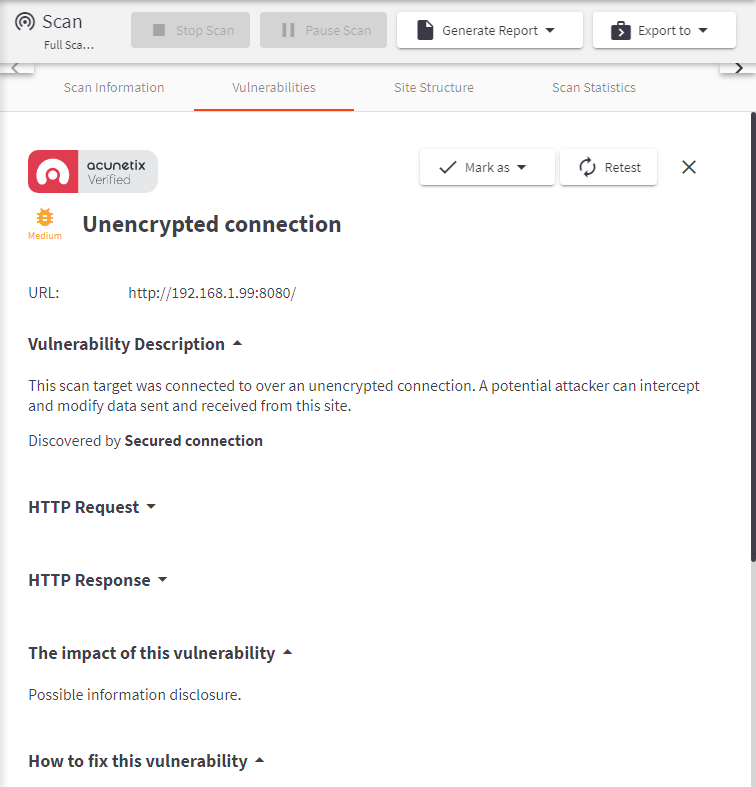 Scan
Full Sca...
Stop Scan
Pause Scan
Generate Report
Export to
Scan Information
Vulnerabilities
Site Structure
Scan Statistics
acunetix
Verified
Mark as
Retest
Medium
Unencrypted connection
URL: http://192.168.1.99:8080/
Vulnerability Description
This scan target was connected to over an unencrypted connection. A potential attacker can intercept
and modify data sent and received from this site.
Discovered by Secured connection
HTTP Request
HTTP Response
The impact of this vulnerability
Possible information disclosure.
How to fix this vulnerability